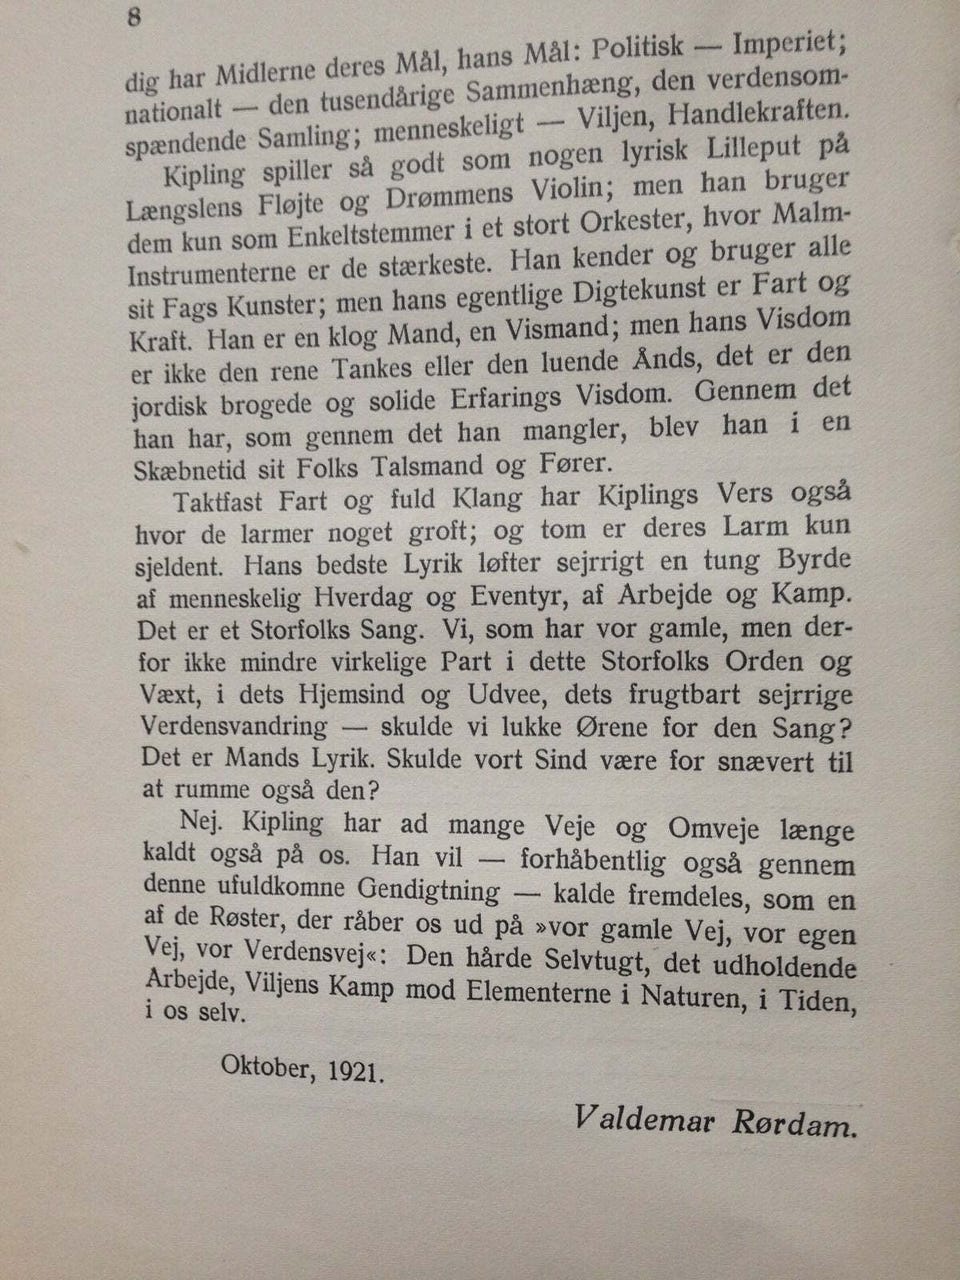 8
dig har Midlerne deres Mål, hans Mål: Politisk — Imperiet;
nationalt — den tusendårige Sammenhæng, den verdensom-
spændende Samling; menneskeligt — Viljen, Handlekraften.
Kipling spiller så godt som nogen lyrisk Lilleput på
Længslens Fløjte og Drømmens Violin; men han bruger
dem kun som Enkeltstemmer i et stort Orkester, hvor Malm-
Instrumenterne er de stærkeste. Han kender og bruger alle
sit Fags Kunster; men hans egentlige Digtekunst er Fart og
Kraft. Han er en klog Mand, en Vismand; men hans Visdom
er ikke den rene Tankes eller den luende Ånds, det er den
jordisk brogede og solide Erfarings Visdom. Gennem det
han har, som gennem det han mangler, blev han i en
Skæbnetid sit Folks Talsmand og Fører.
Taktfast Fart og fuld Klang har Kiplings Vers også
hvor de larmer noget groft; og tom er deres Larm kun
sjeldent. Hans bedste Lyrik løfter sejrrigt en tung Byrde
af menneskelig Hverdag og Eventyr, af Arbejde og Kamp.
Det er et Storfolks Sang. Vi, som har vor gamle, men der-
for ikke mindre virkelige Part i dette Storfolks Orden og
Væxt, i dets Hjemsind og Udvee, dets frugtbart sejrrige
Verdensvandring — skulde vi lukke Ørene for den Sang?
Det er Mands Lyrik. Skulde vort Sind være for snævert til
at rumme også den?
Nej. Kipling har ad mange Veje og Omveje længe
kaldt også på os. Han vil — forhåbentlig også gennem
denne ufuldkomne Gendigtning — kalde fremdeles, som en
af de Røster, der råber os ud på »vor gamle Vej, vor egen
Vej, vor Verdensvej«: Den hårde Selvtugt, det udholdende
Arbejde, Viljens Kamp mod Elementerne i Naturen, i Tiden,
i os selv.
Oktober, 1921.
Valdemar Rørdam.